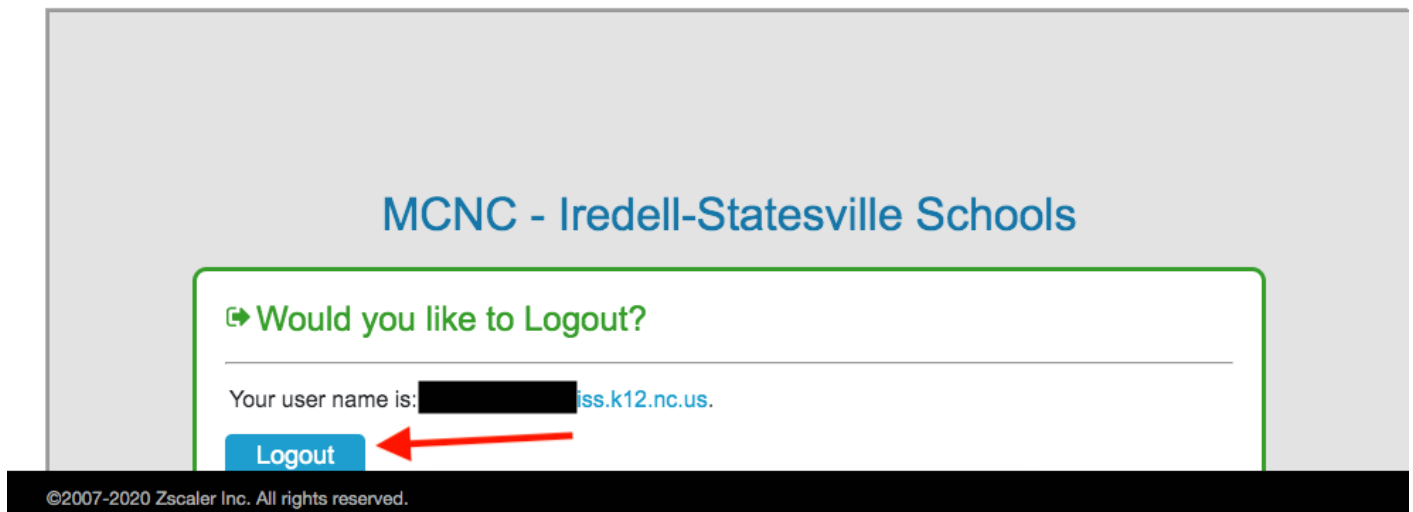 MCNC - Iredell-Statesville Schools
Would you like to Logout?
Your user name is: iss.k12.nc.us.
Logout
©2007-2020 Zscaler Inc. All rights reserved.